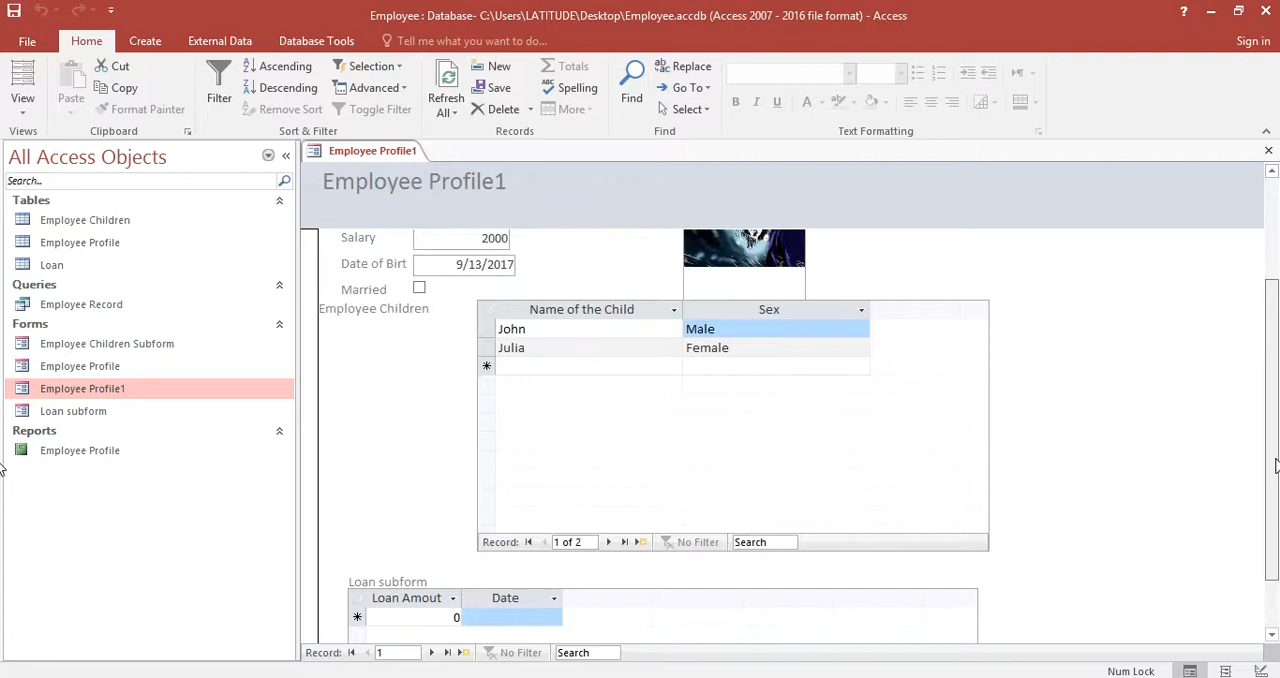 Employee : Database- C:\Users\LATITUDE\Desktop\Employee.accdb (Access 2007 - 2016 file format) - Access
?
File Home Create External Data Database Tools Tell me what you want to do...
Sign in
View
Views
Paste
Cut
Copy
Format Painter
Clipboard
Filter
Ascending
Descending
Remove Sort
Selection
Advanced
Toggle Filter
Sort & Filter
Refresh
All
New
Save
Delete
Totals
Spelling
More
Records
Find
Replace
Go To
Select
Find
B I U A
Text Formatting
All Access Objects
Search...
Tables
Employee Children
Employee Profile
Loan
Queries
Employee Record
Forms
Employee Children Subform
Employee Profile
Employee Profile1
Loan subform
Reports
Employee Profile
Employee Profile1
Employee Profile1
Salary 2000
Date of Birt 9/13/2017
Married
Employee Children
Name of the Child Sex
John Male
Julia Female
Record: 1 of 2 No Filter Search
Loan subform
Loan Amout Date
0
Record: 1 No Filter Search
Num Lock